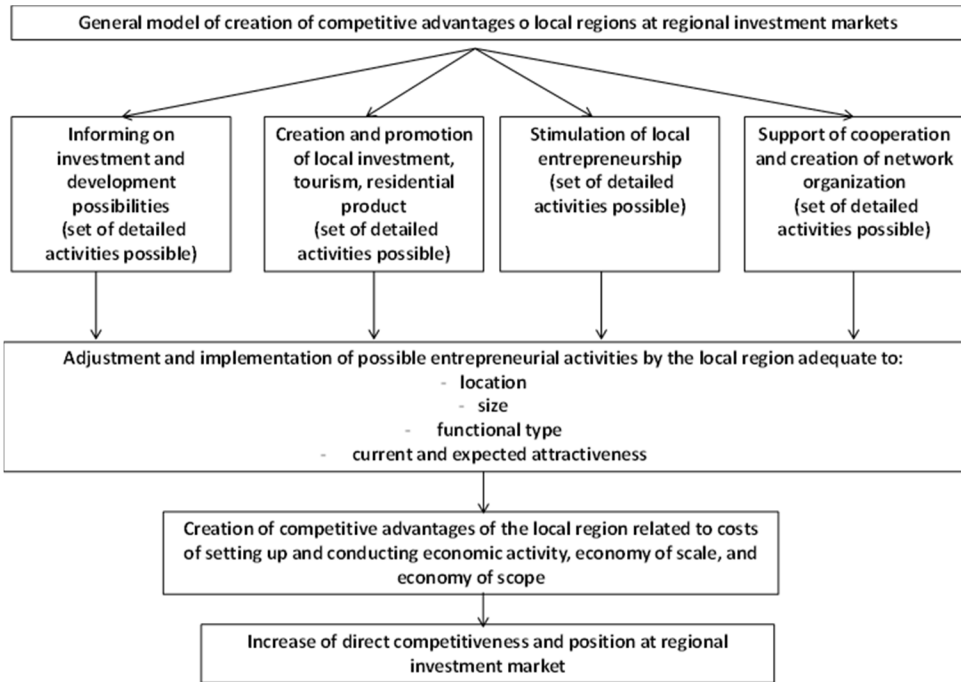 General model of creation of competitive advantages o local regions at regional investment markets
Informing on
investment and
development
possibilities
(set of detailed
activities possible)
Creation and promotion
of local investment,
tourism, residential
product
(set of detailed
activities possible)
Stimulation of local
entrepreneurship
(set of detailed
activities possible)
Support of cooperation
and creation of network
organization
(set of detailed
activities possible)
Adjustment and implementation of possible entrepreneurial activities by the local region adequate to:
- location
- size
- functional type
- current and expected attractiveness
Creation of competitive advantages of the local region related to costs
of setting up and conducting economic activity, economy of scale, and
economy of scope
Increase of direct competitiveness and position at regional
investment market